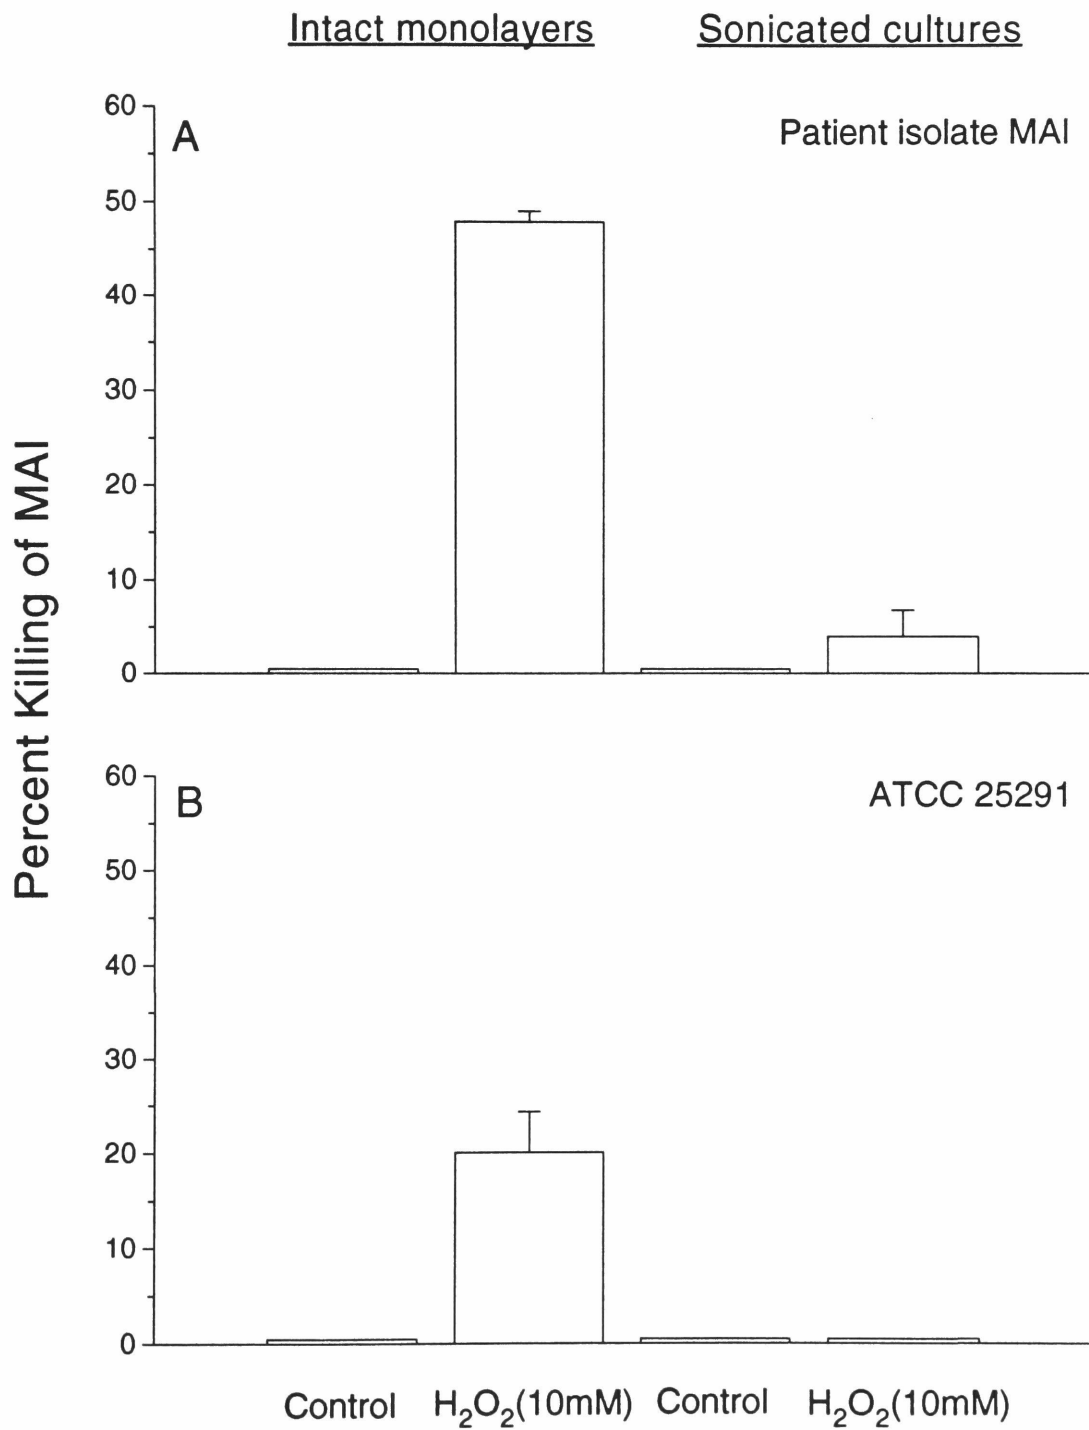 Intact monolayers Sonicated cultures
Percent Killing of MAI
A
Patient isolate MAI
60
50
40
30
20
10
0
B
ATCC 25291
60
50
40
30
20
10
0
Control H₂O₂(10mM) Control H₂O₂(10mM)